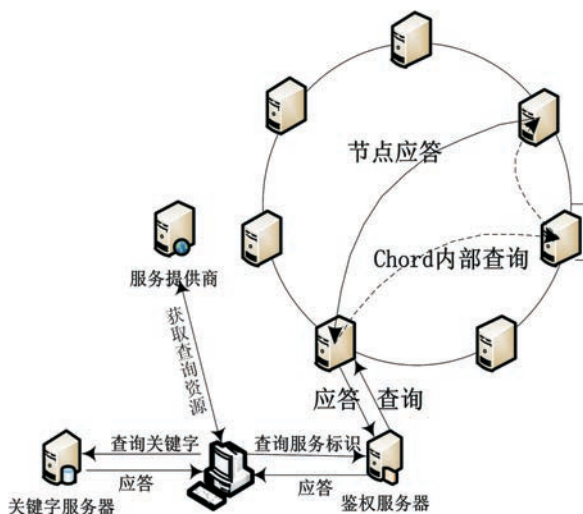 节点应答
Chord内部查询
服务提供商
获取查询资源
应答 查询
查询关键字
查询服务标识
应答
应答
关键字服务器
鉴权服务器